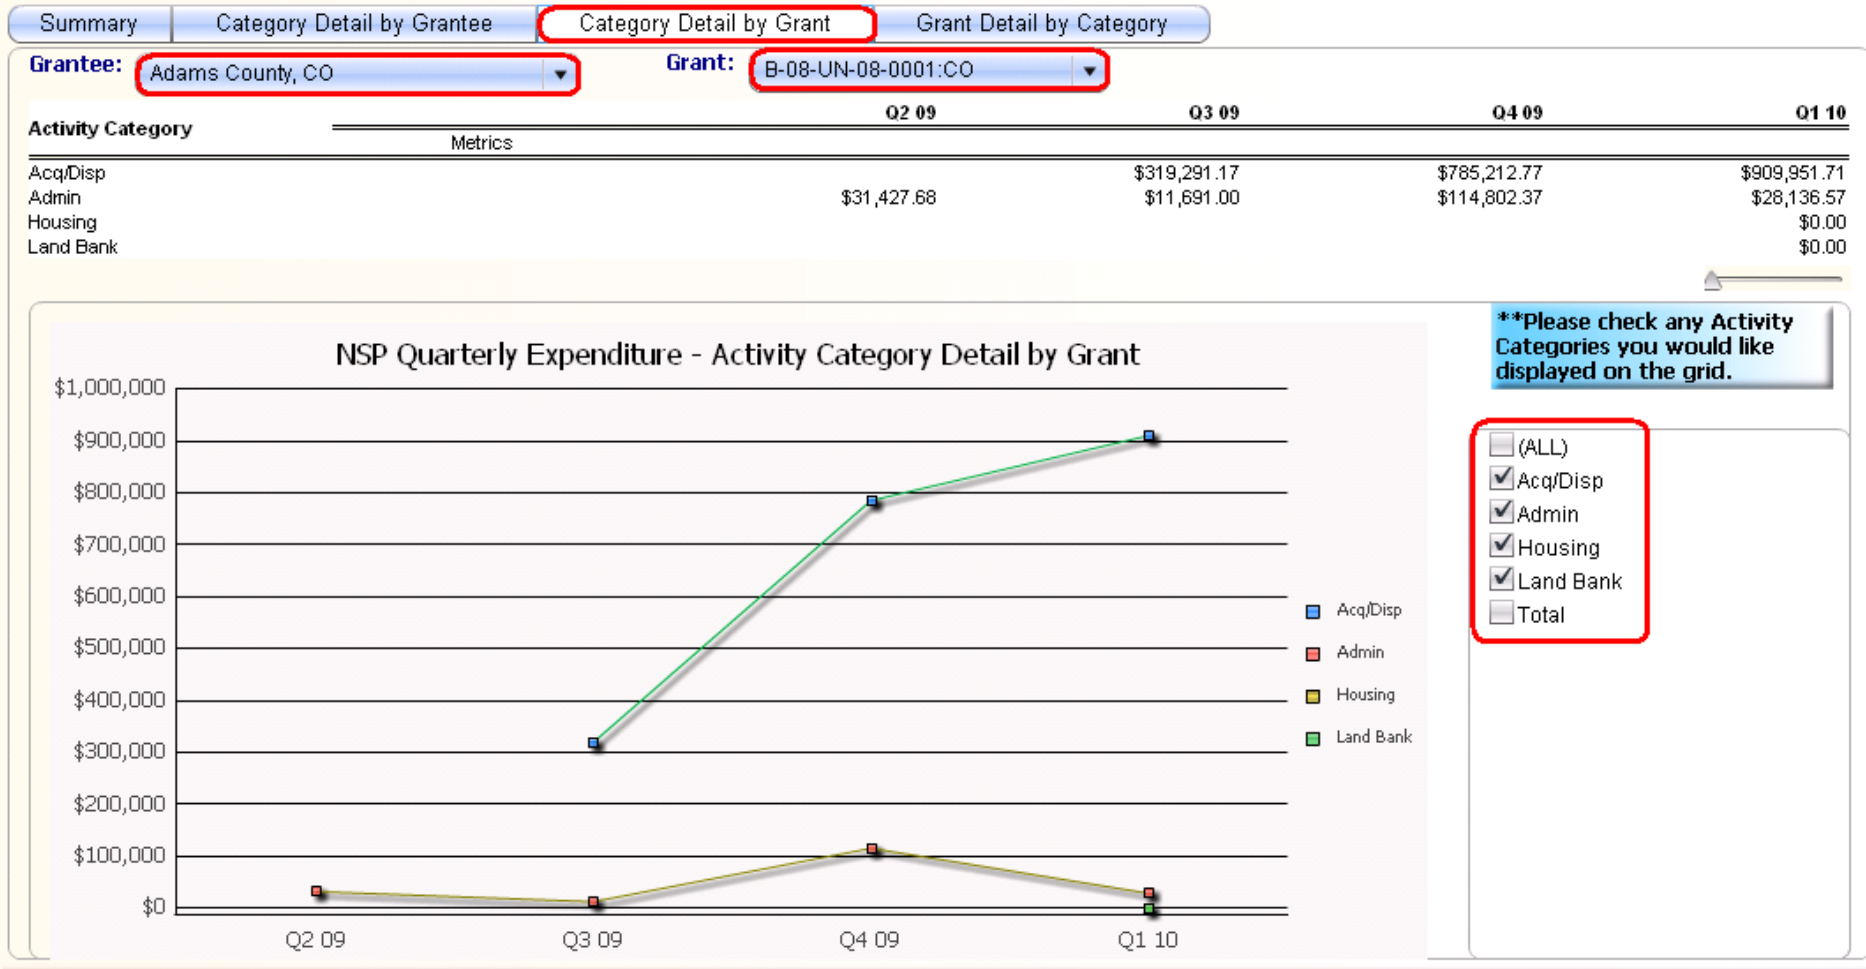 Summary Category Detail by Grantee Category Detail by Grant Grant Detail by Category
Grantee: Adams County, CO Grant: B-08-UN-08-0001:CO
Q2 09 Q3 09 Q4 09 Q1 10
Activity Category
Metrics
Acq/Disp $319,291.17 $785,212.77 $909,951.71
Admin $31,427.68 $11,691.00 $114,802.37 $28,136.57
Housing $0.00
Land Bank $0.00
**Please check any Activity
Categories you would like
displayed on the grid.
NSP Quarterly Expenditure - Activity Category Detail by Grant
$1,000,000
$900,000
$800,000
$700,000
$600,000
$500,000
$400,000
$300,000
$200,000
$100,000
$0
Q2 09 Q3 09 Q4 09 Q1 10
Acq/Disp
Admin
Housing
Land Bank
(ALL)
Acq/Disp
Admin
Housing
Land Bank
Total